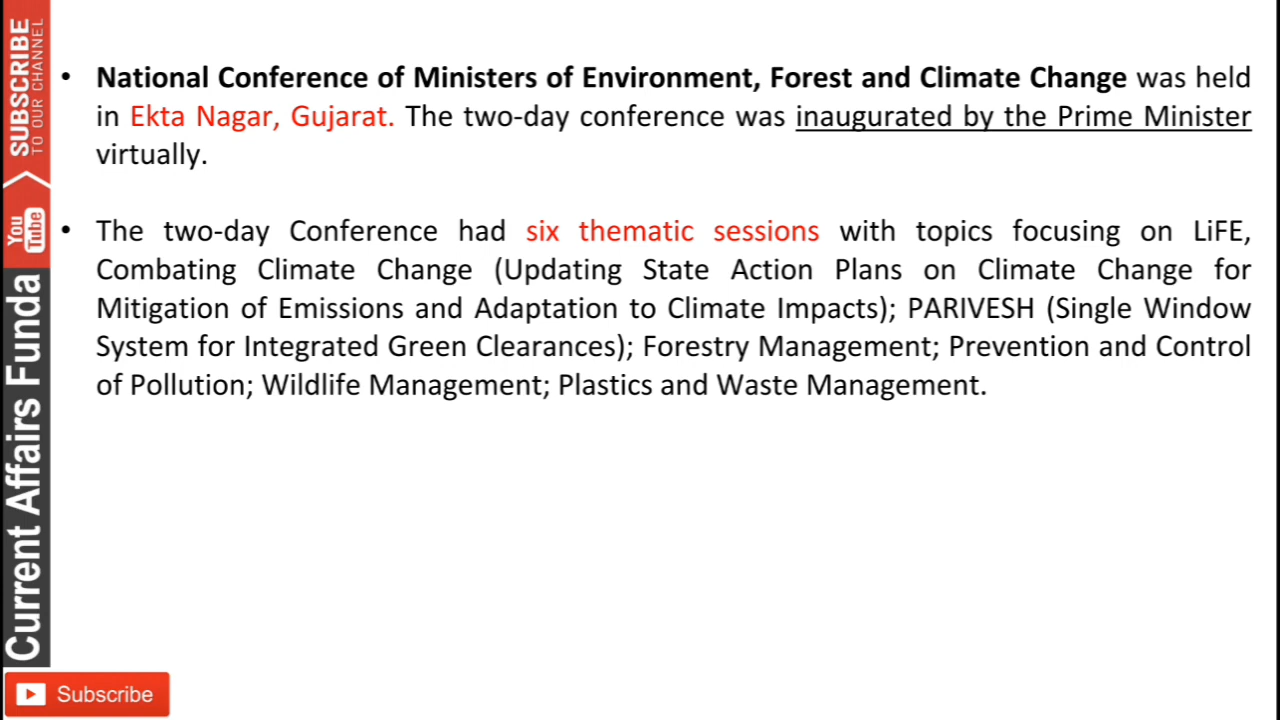 • National Conference of Ministers of Environment, Forest and Climate Change was held
in Ekta Nagar, Gujarat. The two-day conference was inaugurated by the Prime Minister
virtually.
• The two-day Conference had six thematic sessions with topics focusing on LiFE,
Combating Climate Change (Updating State Action Plans on Climate Change for
Mitigation of Emissions and Adaptation to Climate Impacts); PARIVESH (Single Window
System for Integrated Green Clearances); Forestry Management; Prevention and Control
of Pollution; Wildlife Management; Plastics and Waste Management.
SUBSCRIBE
TO OUR CHANNEL
You
Tube
Current Affairs Funda
Subscribe